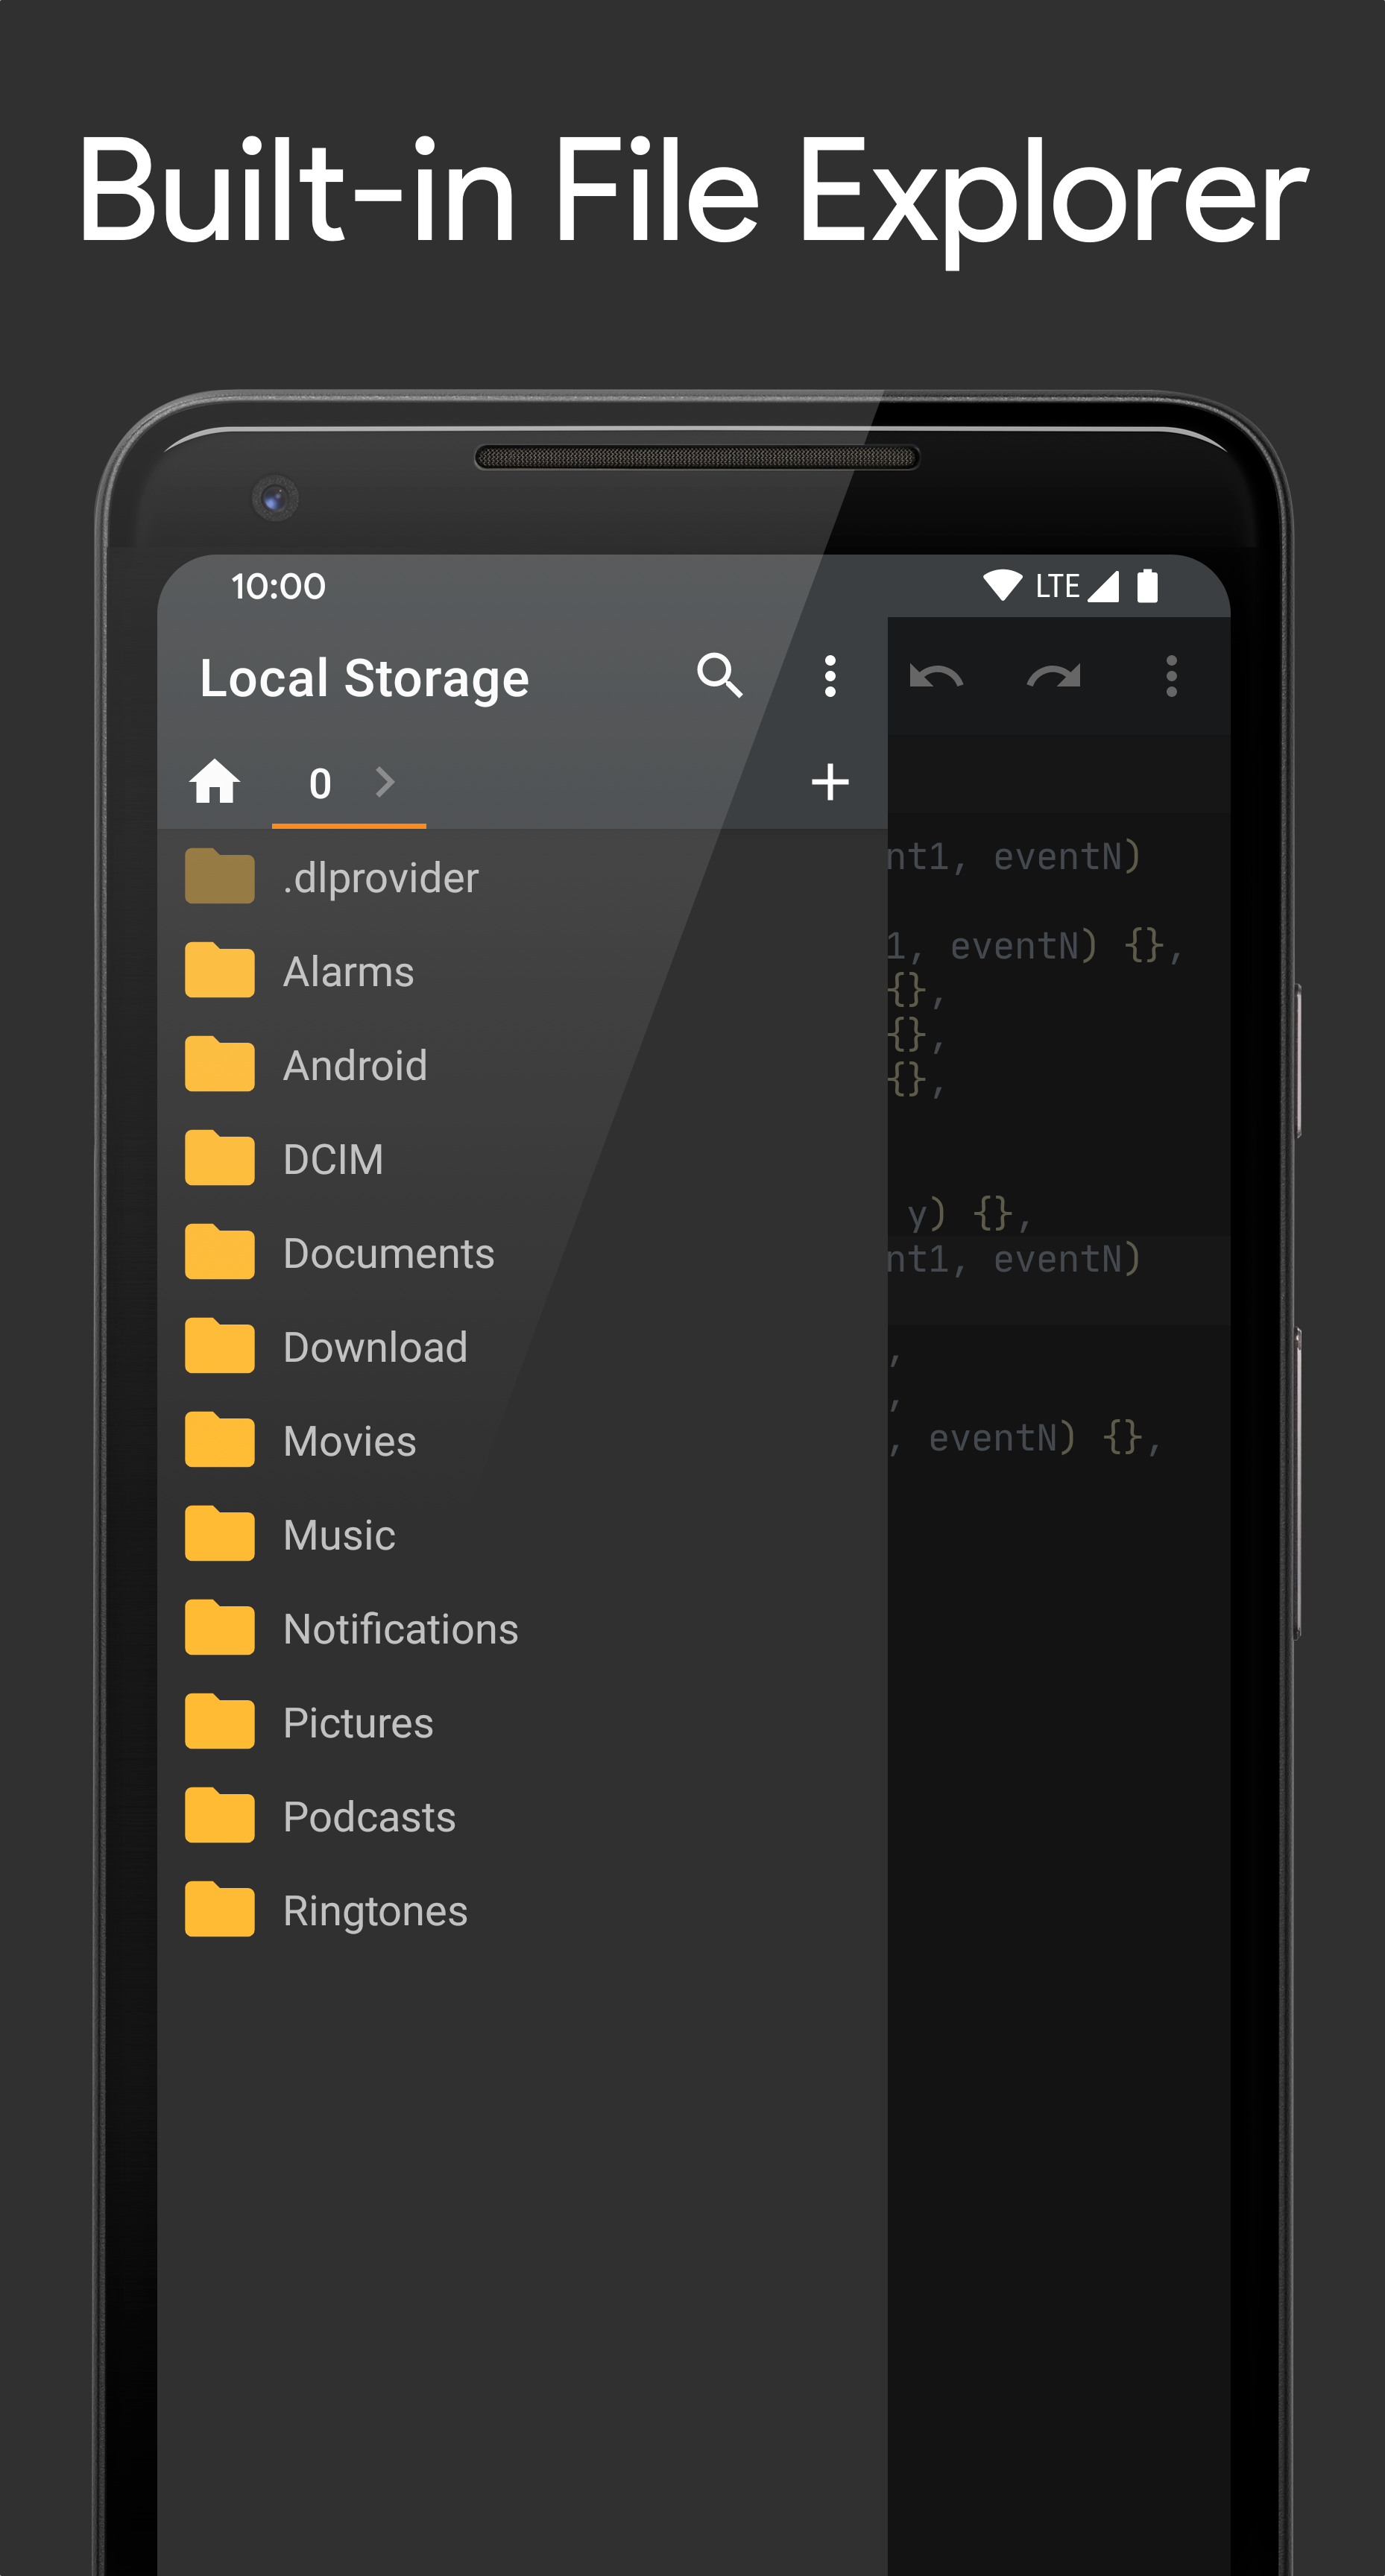 Built-in File Explorer
10:00 LTE
Local Storage
0
.dlprovider
Alarms
Android
DCIM
Documents
Download
Movies
Music
Notifications
Pictures
Podcasts
Ringtones
nt1, eventN)
1, eventN) {},
{},
{},
{},
y) {},
nt1, eventN)
,
,
, eventN) {},